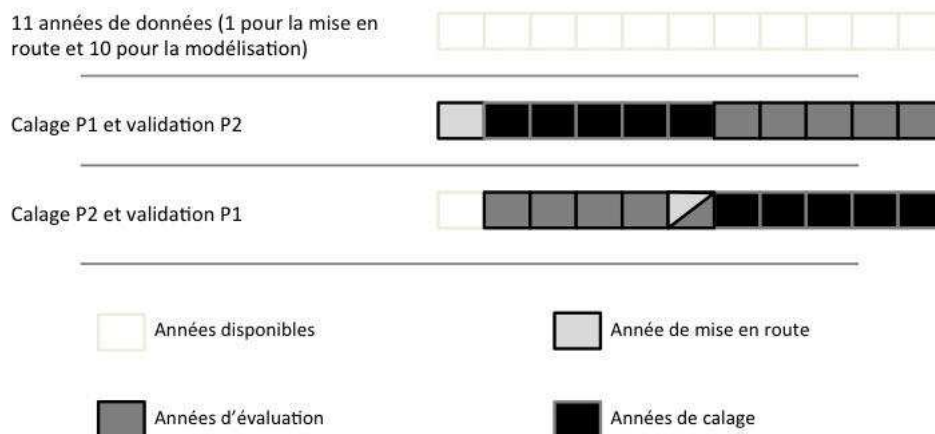 11 années de données (1 pour la mise en
route et 10 pour la modélisation)
Calage P1 et validation P2
Calage P2 et validation P1
Années disponibles
Année de mise en route
Années d'évaluation
Années de calage